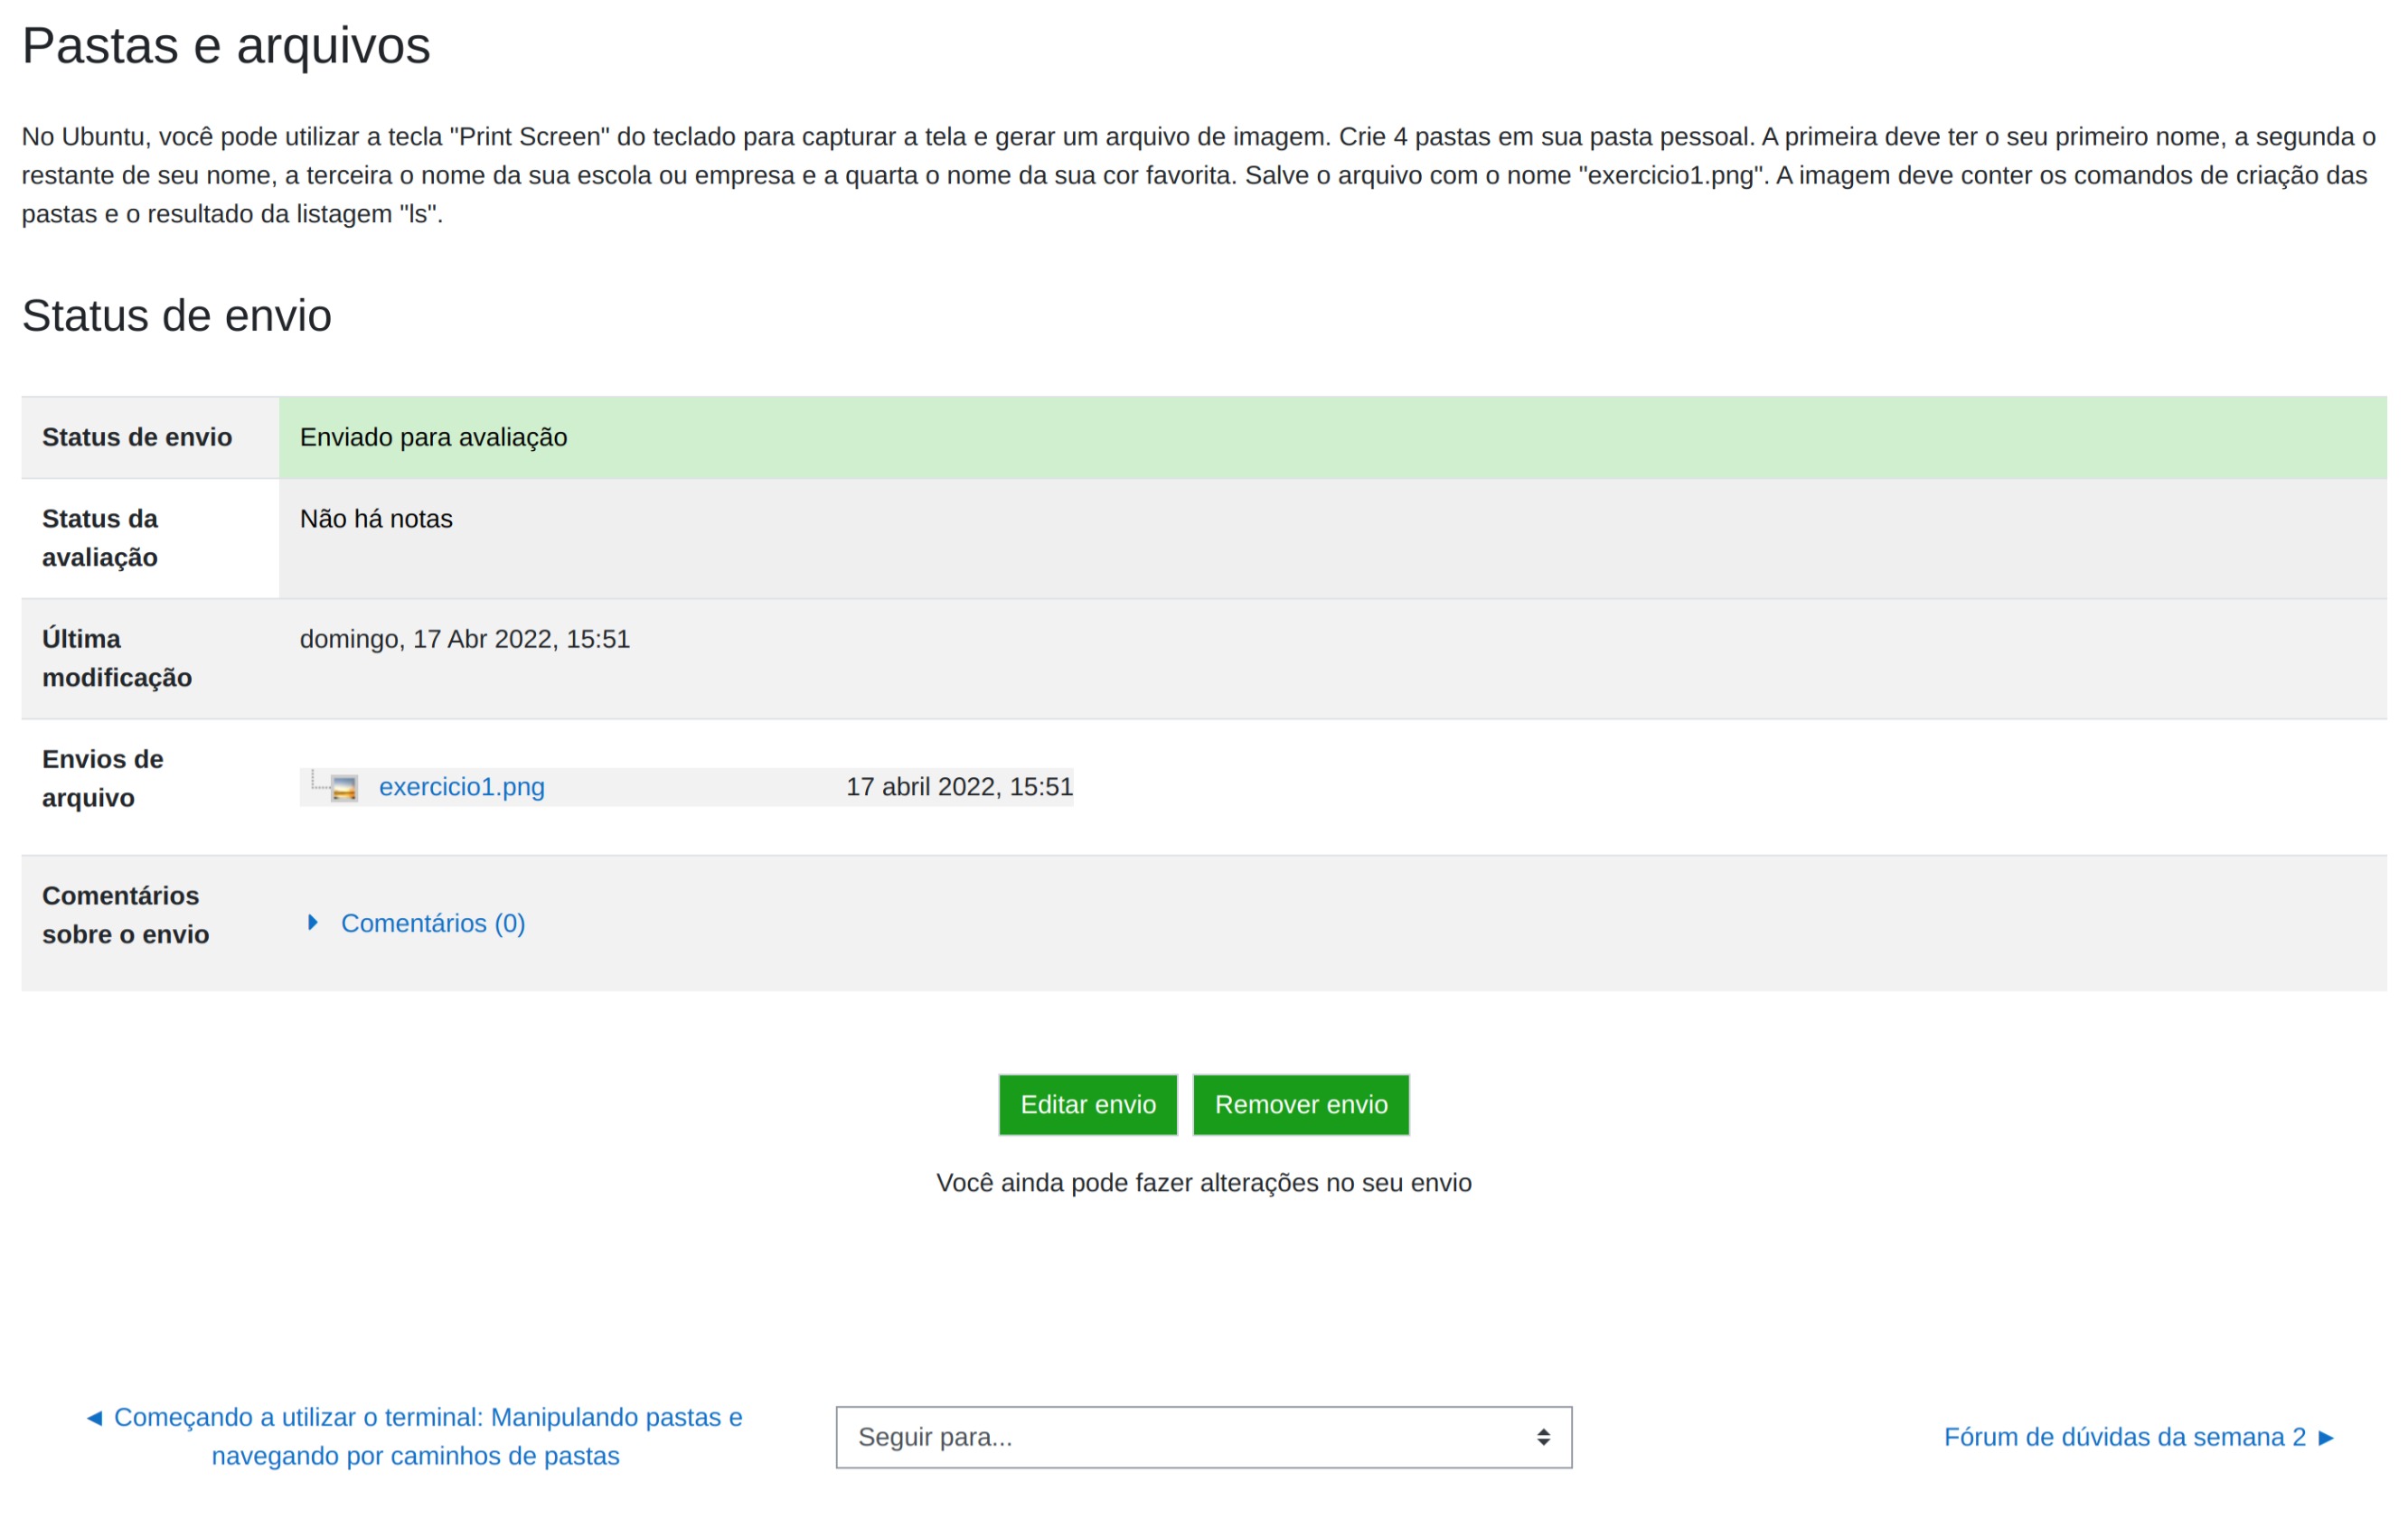 Pastas e arquivos
No Ubuntu, você pode utilizar a tecla "Print Screen" do teclado para capturar a tela e gerar um arquivo de imagem. Crie 4 pastas em sua pasta pessoal. A primeira deve ter o seu primeiro nome, a segunda o
restante de seu nome, a terceira o nome da sua escola ou empresa e a quarta o nome da sua cor favorita. Salve o arquivo com o nome "exercicio1.png". A imagem deve conter os comandos de criação das
pastas e o resultado da listagem "ls".
Status de envio
Status de envio Enviado para avaliação
Status da Não há notas
avaliação
Última domingo, 17 Abr 2022, 15:51
modificação
Envios de
arquivo
exercicio1.png 17 abril 2022, 15:51
Comentários
sobre o envio
Comentários (0)
Editar envio Remover envio
Você ainda pode fazer alterações no seu envio
◄ Começando a utilizar o terminal: Manipulando pastas e
navegando por caminhos de pastas
Seguir para...
Fórum de dúvidas da semana 2 ►